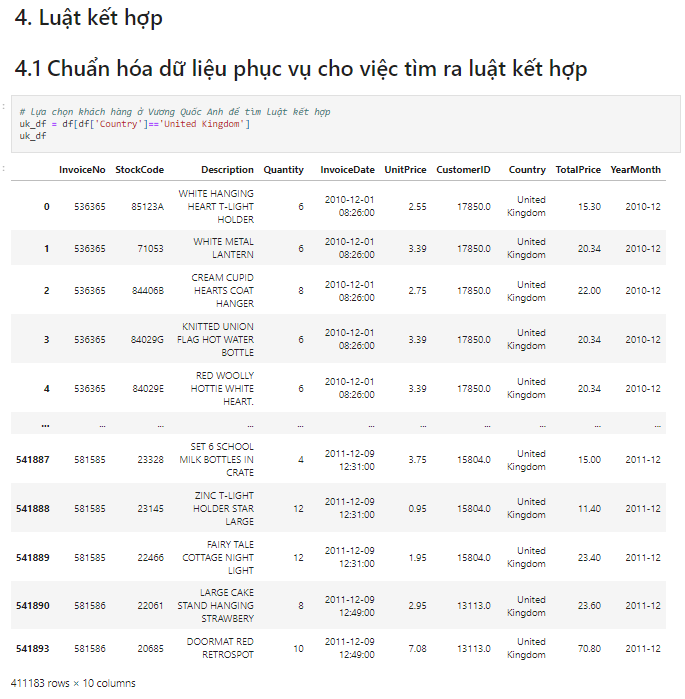 4. Luật kết hợp
4.1 Chuẩn hóa dữ liệu phục vụ cho việc tìm ra luật kết hợp
# Lựa chọn khách hàng ở Vương Quốc Anh để tìm Luật kết hợp
uk_df = df[df['Country']=='United Kingdom']
uk_df
InvoiceNo StockCode Description Quantity InvoiceDate UnitPrice CustomerID Country TotalPrice YearMonth
0 536365 85123A WHITE HANGING HEART T-LIGHT HOLDER 6 2010-12-01 08:26:00 2.55 17850.0 United Kingdom 15.30 2010-12
1 536365 71053 WHITE METAL LANTERN 6 2010-12-01 08:26:00 3.39 17850.0 United Kingdom 20.34 2010-12
2 536365 84406B CREAM CUPID HEARTS COAT HANGER 8 2010-12-01 08:26:00 2.75 17850.0 United Kingdom 22.00 2010-12
3 536365 84029G KNITTED UNION FLAG HOT WATER BOTTLE 6 2010-12-01 08:26:00 3.39 17850.0 United Kingdom 20.34 2010-12
4 536365 84029E RED WOOLLY HOTTIE WHITE HEART. 6 2010-12-01 08:26:00 3.39 17850.0 United Kingdom 20.34 2010-12
... ... ... ... ... ... ... ... ... ... ...
541887 581585 23328 SET 6 SCHOOL MILK BOTTLES IN CRATE 4 2011-12-09 12:31:00 3.75 15804.0 United Kingdom 15.00 2011-12
541888 581585 23145 ZINC T-LIGHT HOLDER STAR LARGE 12 2011-12-09 12:31:00 0.95 15804.0 United Kingdom 11.40 2011-12
541889 581585 22466 FAIRY TALE COTTAGE NIGHT LIGHT 12 2011-12-09 12:31:00 1.95 15804.0 United Kingdom 23.40 2011-12
541890 581586 22061 LARGE CAKE STAND HANGING STRAWBERY 8 2011-12-09 12:49:00 2.95 13113.0 United Kingdom 23.60 2011-12
541893 581586 20685 DOORMAT RED RETROSPOT 10 2011-12-09 12:49:00 7.08 13113.0 United Kingdom 70.80 2011-12
411183 rows × 10 columns